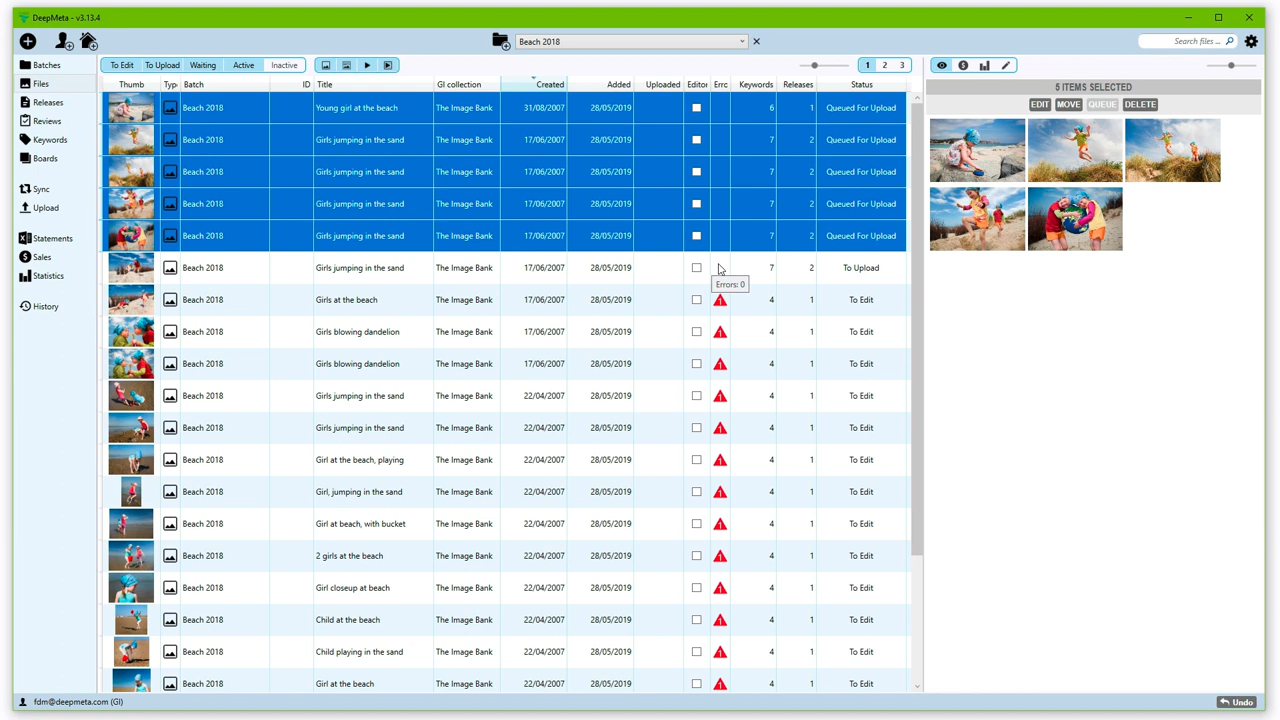 DeepMeta - v3.13.4
Beach 2018
Search files ...
Batches
Files
Releases
Reviews
Keywords
Boards
Sync
Upload
Statements
Sales
Statistics
History
To Edit To Upload Waiting Active Inactive
1 2 3
Thumb Type Batch ID Title GI collection Created Added Uploaded Editor Errc Keywords Releases Status
Beach 2018 Young girl at the beach The Image Bank 31/08/2007 28/05/2019 6 1 Queued For Upload
Beach 2018 Girls jumping in the sand The Image Bank 17/06/2007 28/05/2019 7 2 Queued For Upload
Beach 2018 Girls jumping in the sand The Image Bank 17/06/2007 28/05/2019 7 2 Queued For Upload
Beach 2018 Girls jumping in the sand The Image Bank 17/06/2007 28/05/2019 7 2 Queued For Upload
Beach 2018 Girls jumping in the sand The Image Bank 17/06/2007 28/05/2019 7 2 Queued For Upload
Beach 2018 Girls jumping in the sand The Image Bank 17/06/2007 28/05/2019 7 2 To Upload
Errors: 0
Beach 2018 Girls at the beach The Image Bank 17/06/2007 28/05/2019 1 4 1 To Edit
Beach 2018 Girls blowing dandelion The Image Bank 17/06/2007 28/05/2019 1 4 1 To Edit
Beach 2018 Girls blowing dandelion The Image Bank 17/06/2007 28/05/2019 1 4 1 To Edit
Beach 2018 Girls jumping in the sand The Image Bank 22/04/2007 28/05/2019 1 4 1 To Edit
Beach 2018 Girls jumping in the sand The Image Bank 22/04/2007 28/05/2019 1 4 1 To Edit
Beach 2018 Girl at the beach, playing The Image Bank 22/04/2007 28/05/2019 1 4 1 To Edit
Beach 2018 Girl, jumping in the sand The Image Bank 22/04/2007 28/05/2019 1 4 1 To Edit
Beach 2018 Girl at beach, with bucket The Image Bank 22/04/2007 28/05/2019 1 4 1 To Edit
Beach 2018 2 girls at the beach The Image Bank 22/04/2007 28/05/2019 1 4 1 To Edit
Beach 2018 Girl closeup at beach The Image Bank 22/04/2007 28/05/2019 1 4 1 To Edit
Beach 2018 Child at the beach The Image Bank 22/04/2007 28/05/2019 1 4 1 To Edit
Beach 2018 Child playing in the sand The Image Bank 22/04/2007 28/05/2019 1 4 1 To Edit
Beach 2018 Girl at the beach The Image Bank 22/04/2007 28/05/2019 1 4 1 To Edit
5 ITEMS SELECTED
EDIT MOVE QUEUE DELETE
fdm@deepmeta.com (GI)
Undo